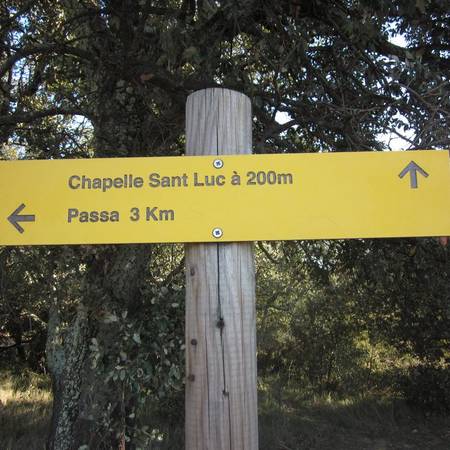 Chapelle Sant Luc à 200m ↑
← Passa 3 Km